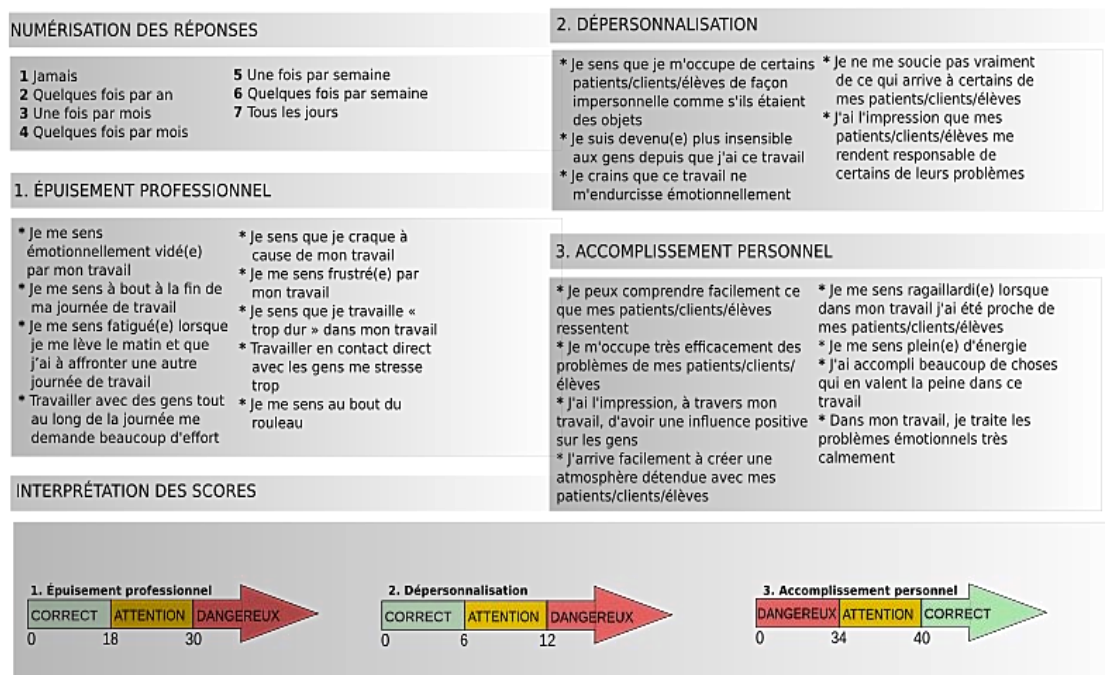 NUMÉRISATION DES RÉPONSES
1 Jamais
2 Quelques fois par an
3 Une fois par mois
4 Quelques fois par mois
5 Une fois par semaine
6 Quelques fois par semaine
7 Tous les jours
1. ÉPUISEMENT PROFESSIONNEL
* Je me sens
émotionnellement vidé(e)
par mon travail
* Je me sens à bout à la fin de
ma journée de travail
* Je me sens fatigué(e) lorsque
je me lève le matin et que
j'ai à affronter une autre
journée de travail
* Travailler avec des gens tout
au long de la journée me
demande beaucoup d'effort
* Je sens que je craque à
cause de mon travail
* Je me sens frustré(e) par
mon travail
* Je sens que je travaille «
trop dur » dans mon travail
* Travailler en contact direct
avec les gens me stresse
trop
* Je me sens au bout du
rouleau
2. DÉPERSONNALISATION
* Je sens que je m'occupe de certains
patients/clients/élèves de façon
impersonnelle comme s'ils étaient
des objets
* Je suis devenu(e) plus insensible
aux gens depuis que j'ai ce travail
* Je crains que ce travail ne
m'endurcisse émotionnellement
* Je ne me soucie pas vraiment
de ce qui arrive à certains de
mes patients/clients/élèves
* J'ai l'impression que mes
patients/clients/élèves me
rendent responsable de
certains de leurs problèmes
3. ACCOMPLISSEMENT PERSONNEL
* Je peux comprendre facilement ce
que mes patients/clients/élèves
ressentent
* Je m'occupe très efficacement des
problèmes de mes patients/clients/
élèves
* J'ai l'impression, à travers mon
travail, d'avoir une influence positive
sur les gens
* J'arrive facilement à créer une
atmosphère détendue avec mes
patients/clients/élèves
* Je me sens ragaillardi(e) lorsque
dans mon travail j'ai été proche de
mes patients/clients/élèves
* Je me sens plein(e) d'énergie
* J'ai accompli beaucoup de choses
qui en valent la peine dans ce
travail
* Dans mon travail, je traite les
problèmes émotionnels très
calmement
INTERPRÉTATION DES SCORES
1. Épuisement professionnel
CORRECT ATTENTION DANGEREUX
0 18 30
2. Dépersonnalisation
CORRECT ATTENTION DANGEREUX
0 6 12
3. Accomplissement personnel
DANGEREUX ATTENTION CORRECT
0 34 40